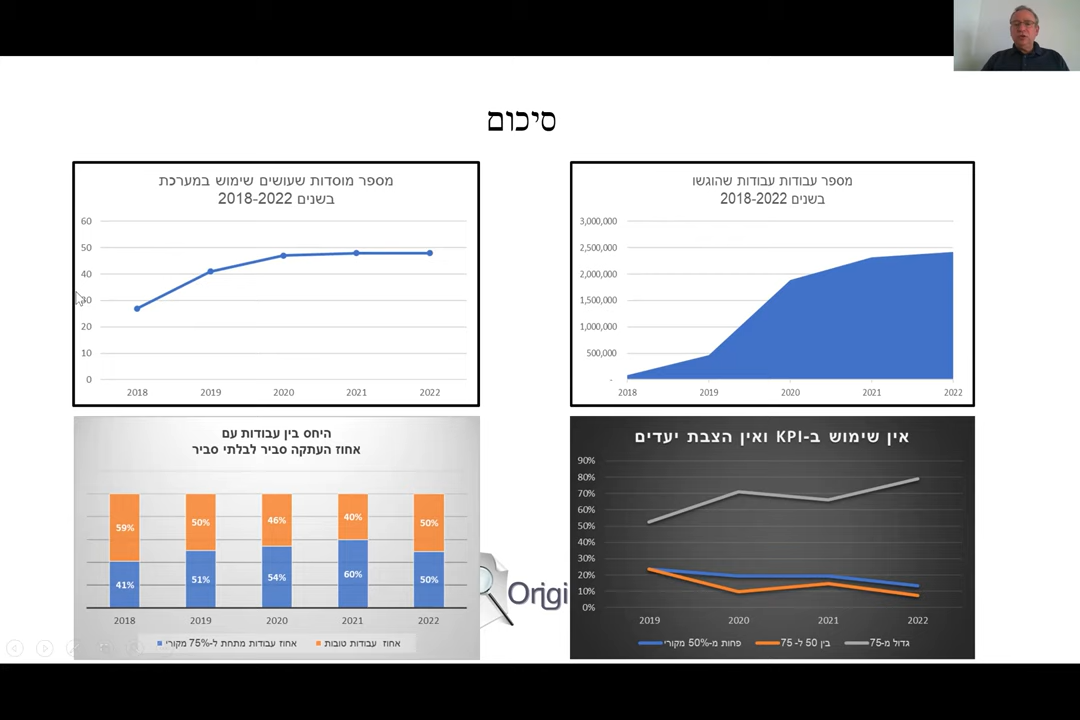 סיכום
מספר מוסדות שעושים שימוש במערכת
בשנים 2018-2022
60
50
40
30
20
10
0
2018 2019 2020 2021 2022
מספר עבודות עבודות שהוגשו
בשנים 2018-2022
3,000,000
2,500,000
2,000,000
1,500,000
1,000,000
500,000
-
2018 2019 2020 2021 2022
היחס בין עבודות עם
אחוז העתקה סביר לבלתי סביר
59% 50% 46% 40% 50%
41% 51% 54% 60% 50%
2018 2019 2020 2021 2022
אחוז עבודות מתחת ל-75% מקורי
אחוז עבודות טובות
Origi
אין שימוש ב-KPI ואין הצבת יעדים
90%
80%
70%
60%
50%
40%
30%
20%
10%
0%
2019 2020 2021 2022
פחות מ-50% מקורי
בין 50 ל- 75
גדול מ-75